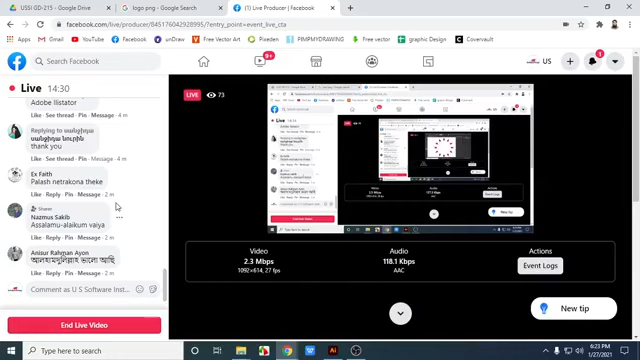 USSI GD-215 - Google Drive
logo png - Google Search
(1) Live Producer | Facebook
facebook.com/live/producer/845176042928995/?entry_point=event_live_cta
Apps
Gmail
YouTube
Maps
Facebook
unDraw
Free Vector Art
Pixeden
PIMPMYDRAWING
Free vector
graphic Design
Covervault
Search Facebook
9+
US
1
Live 14:30
Adobe Ilistator
Like · See thread · Pin · Message · 4 m
Replying to
thank you
Like · See thread · Pin · Message · 4 m
Ex Faith
Palash netrakona theke
Like · Reply · Pin · Message · 2 m
Sharer
Nazmus Sakib
Assalamu-alaikum vaiya
Like · Reply · Pin · Message · 2 m
Anisur Rahman Ayon
আলহামদুলিল্লাহ ভালো আছি
Like · Reply · Pin · Message · 2 m
Comment as U S Software Inst...
End Live Video
LIVE
73
Video
2.3 Mbps
1092×614, 27 fps
Audio
118.1 Kbps
AAC
Actions
Event Logs
New tip
Type here to search
6:23 PM
1/27/2021